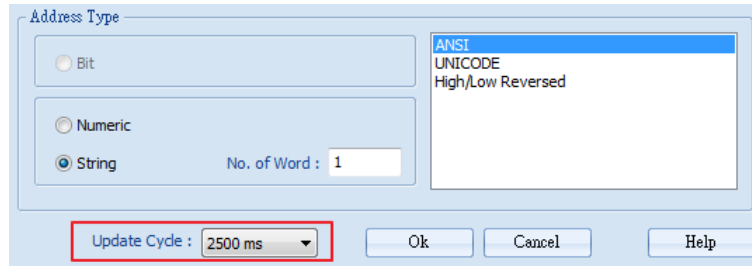 Address Type
Bit
ANSI
UNICODE
High/Low Reversed
Numeric
String No. of Word : 1
Update Cycle : 2500 ms Ok Cancel Help